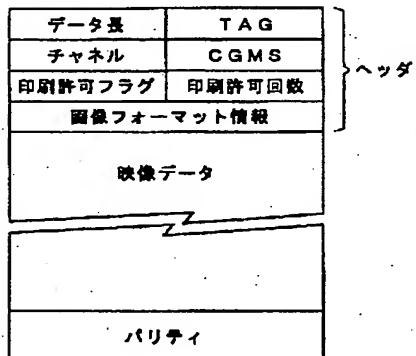 データ長 TAG
チャネル CGMS
印刷許可フラグ 印刷許可回数
画像フォーマット情報
ヘッダ
映像データ
パリティ